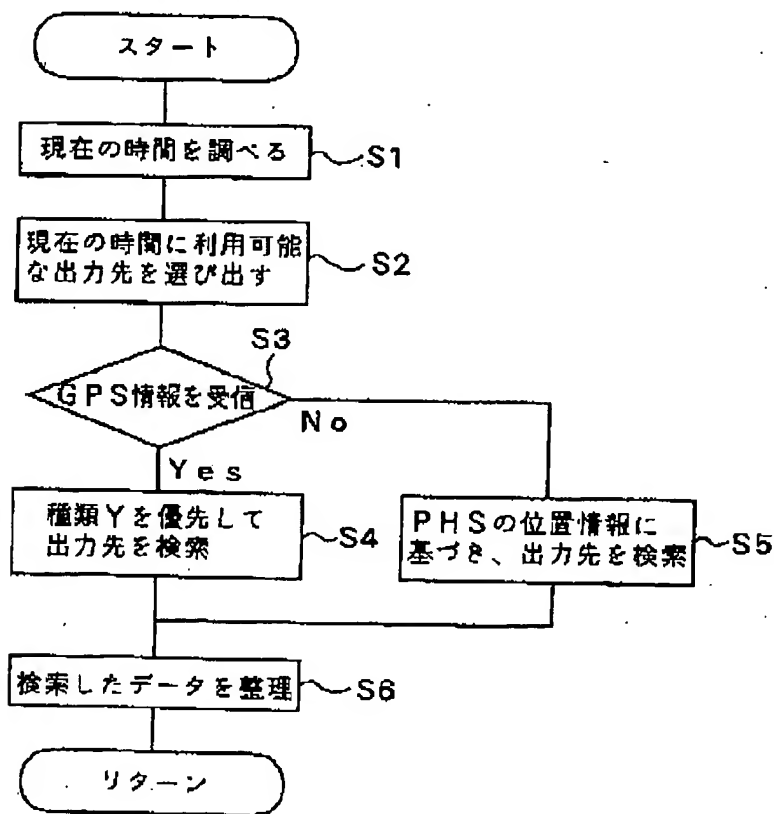 スタート
現在の時間を調べる
S1
現在の時間に利用可能
な出力先を選び出す
S2
S3
GPS情報を受信
No
Yes
種類Yを優先して
出力先を検索
S4
PHSの位置情報に
基づき、出力先を検索
S5
検索したデータを整理
S6
リターン